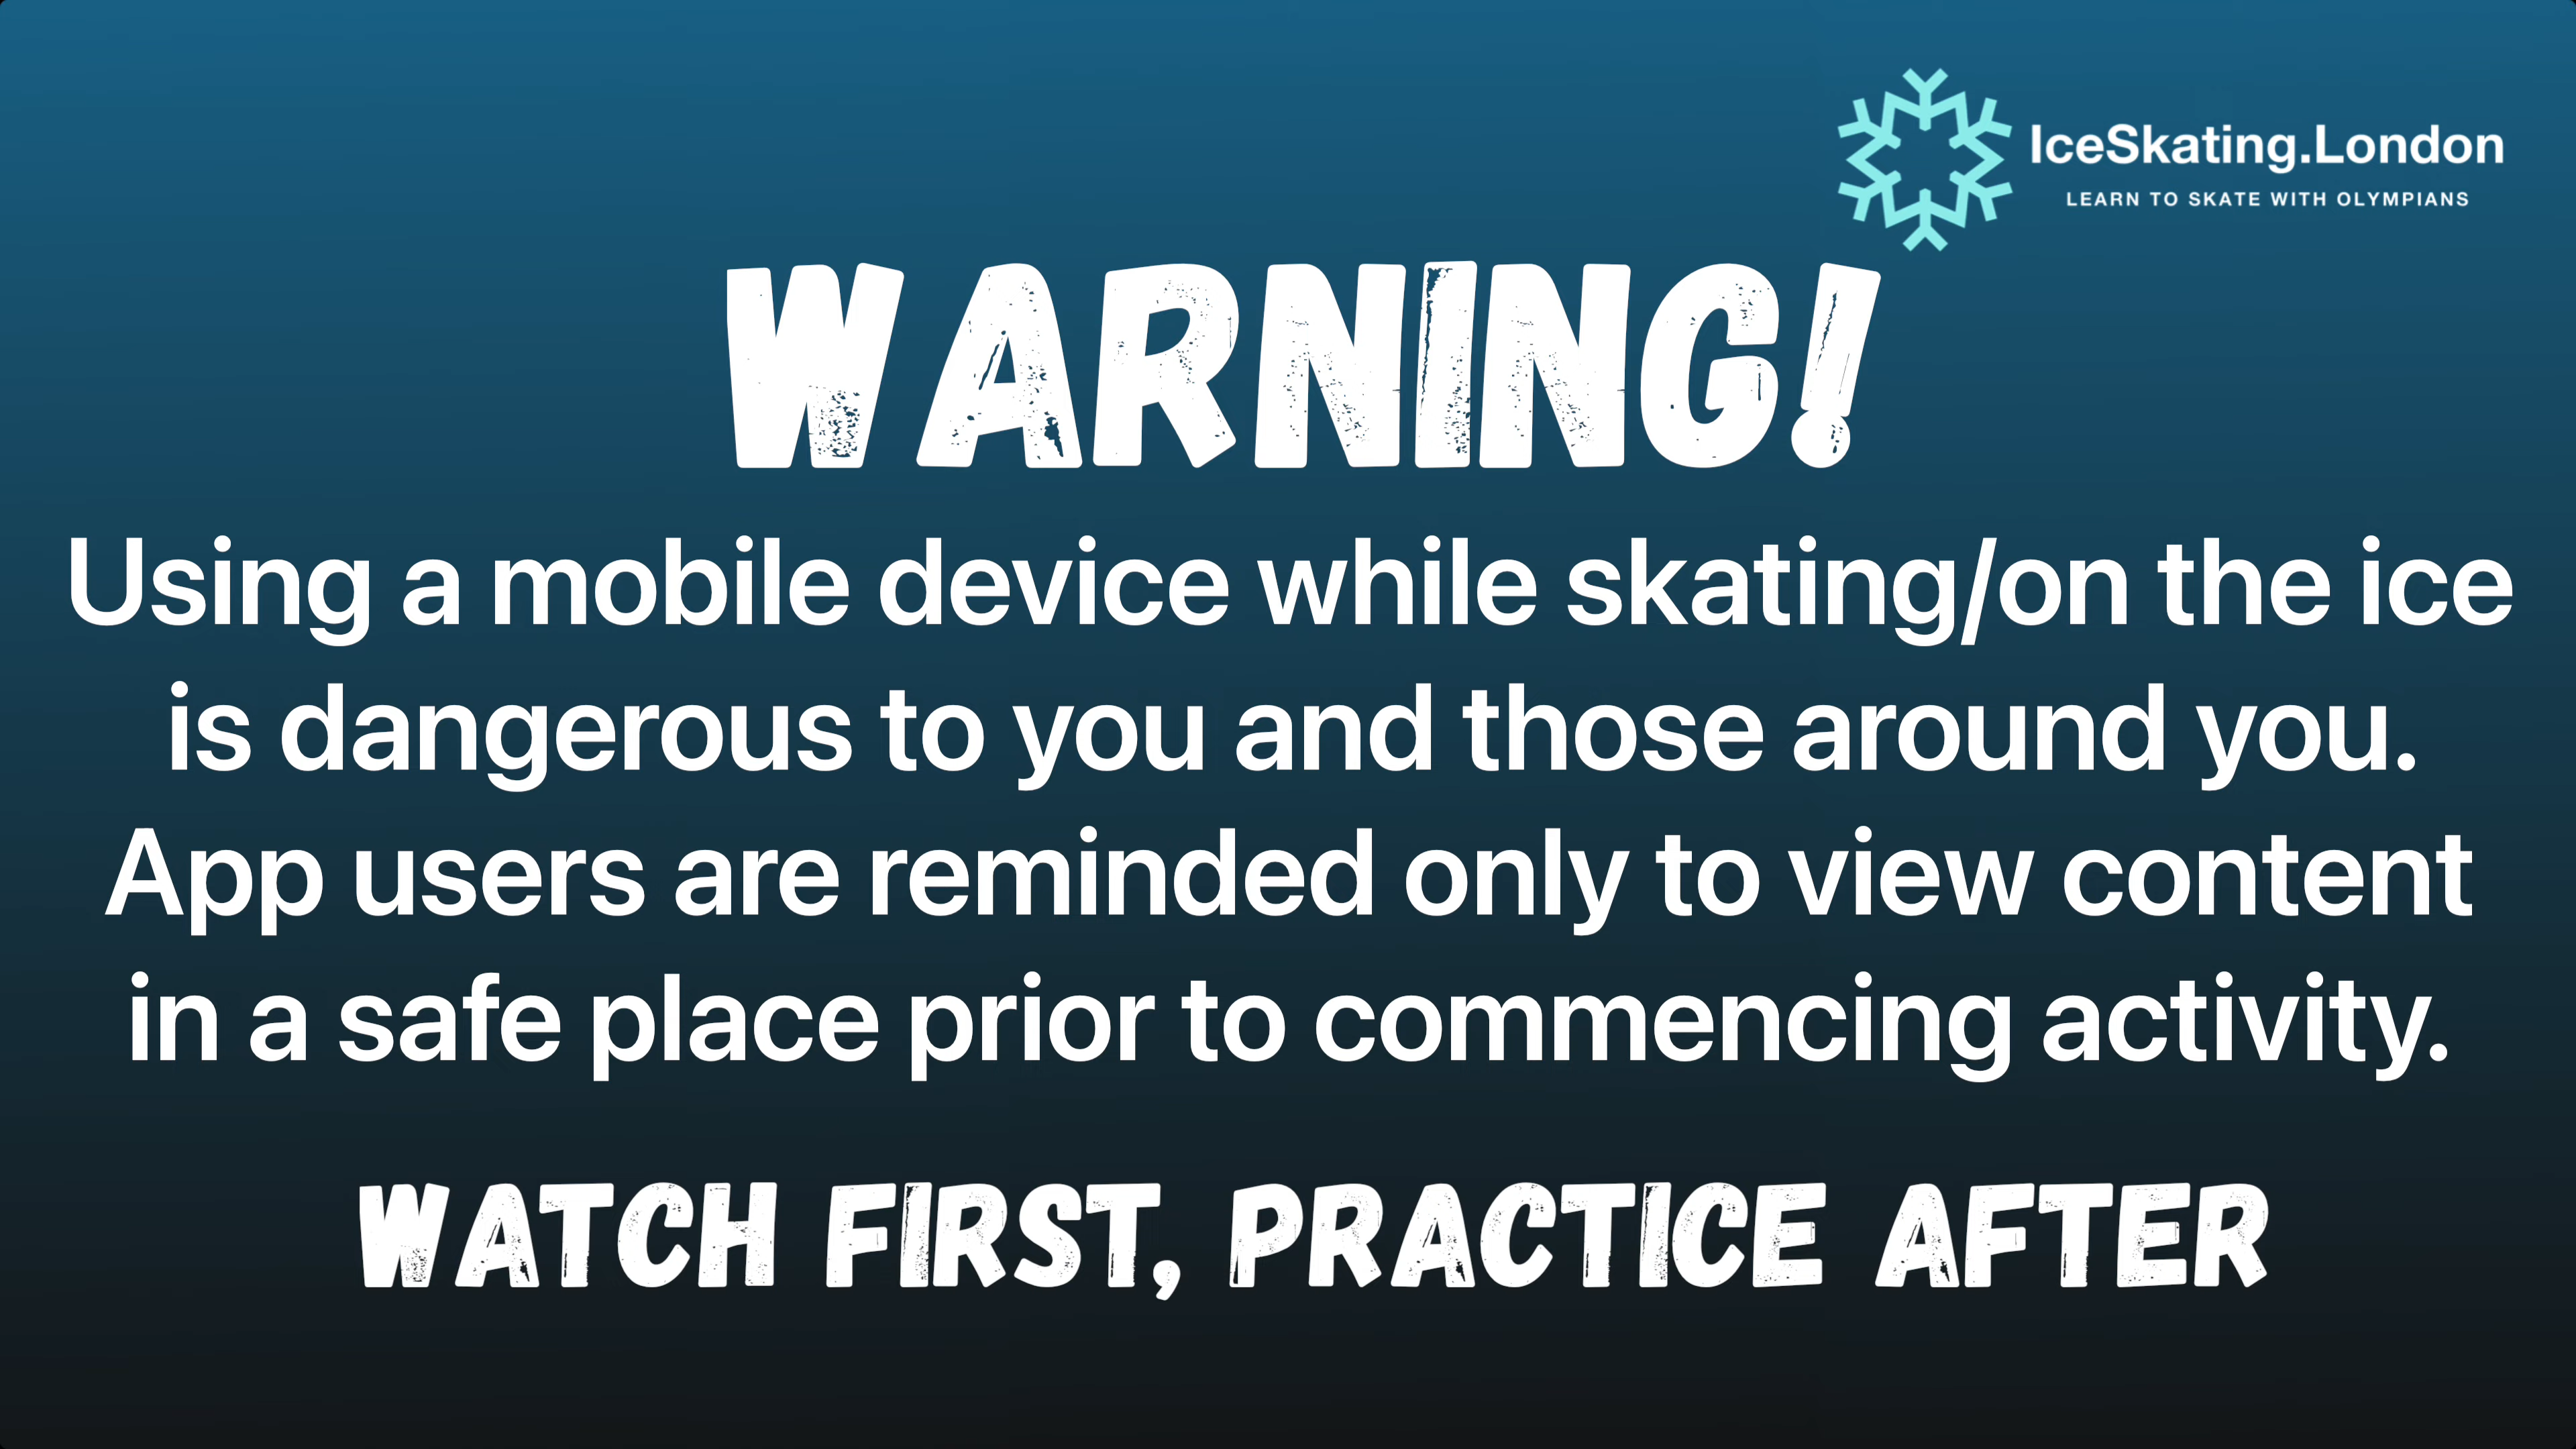 IceSkating.London
LEARN TO SKATE WITH OLYMPIANS
WARNING!
Using a mobile device while skating/on the ice
is dangerous to you and those around you.
App users are reminded only to view content
in a safe place prior to commencing activity.
WATCH FIRST, PRACTICE AFTER